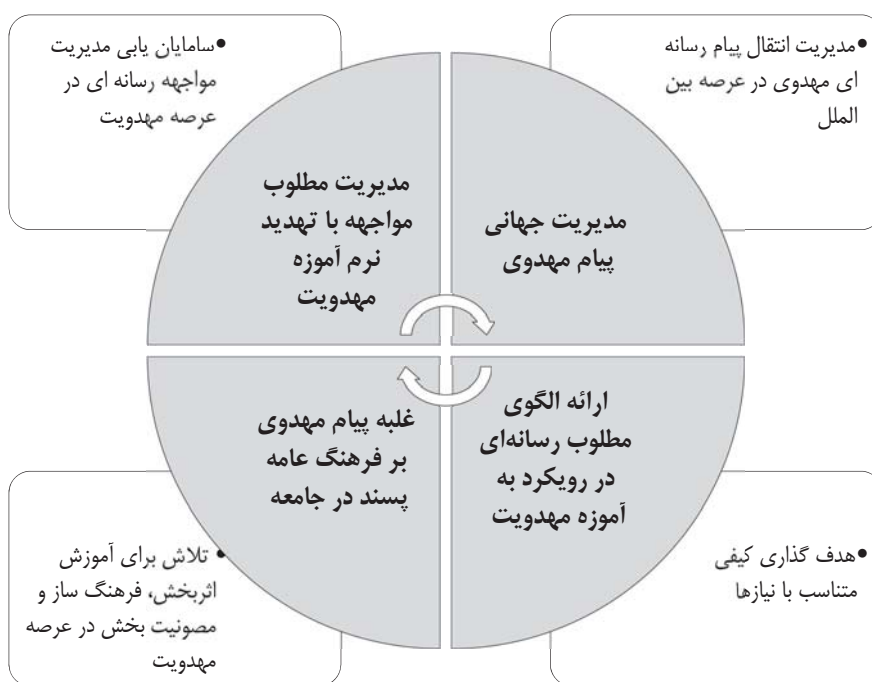 •مدیریت انتقال پیام رسانه
ای مهدوی در عرصه بین
الملل
•سامایان یابی مدیریت
مواجهه رسانه ای در
عرصه مهدویت
مدیریت جهانی
پیام مهدوی
مدیریت مطلوب
مواجهه با تهدید
نرم آموزه
مهدویت
ارائه الگوی
مطلوب رسانه‌ای
در رویکرد به
آموزه مهدویت
غلبه پیام مهدوی
بر فرهنگ عامه
پسند در جامعه
•هدف گذاری کیفی
متناسب با نیازها
• تلاش برای آموزش
اثربخش، فرهنگ ساز و
مصونیت بخش در عرصه
مهدویت